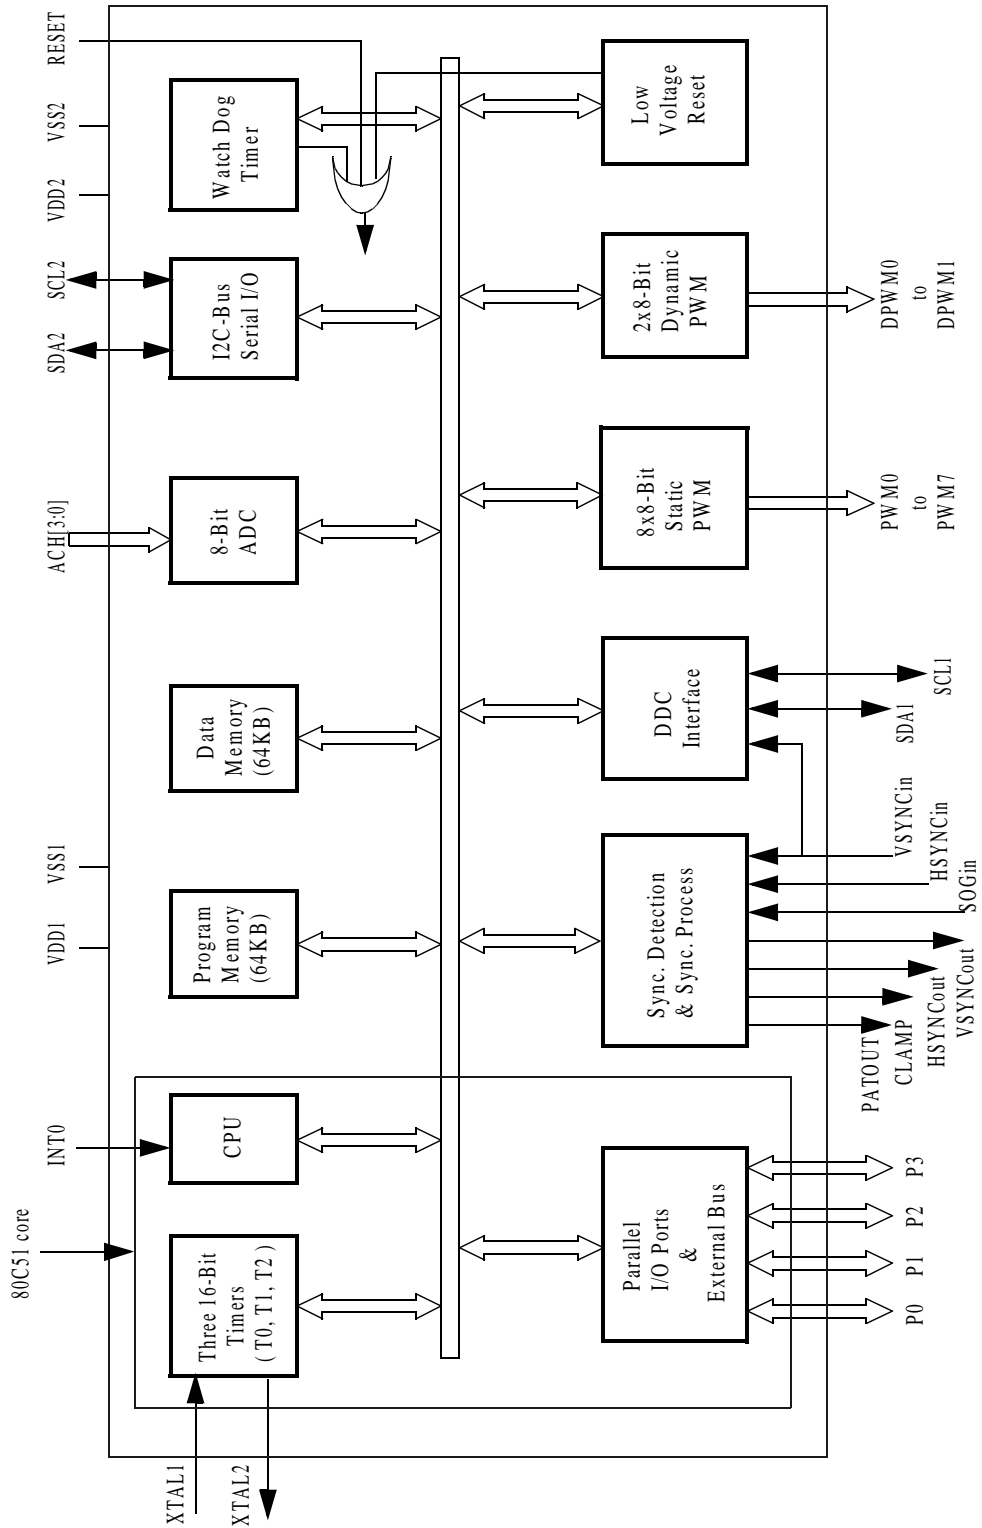 80C51 core
INT0
VDD1
VSS1
ACH[3:0]
SDA2
SCL2
VDD2
VSS2
RESET
XTAL1
XTAL2
Three 16-Bit
Timers
( T0, T1, T2 )
CPU
Program
Memory
(64KB)
Data
Memory
(64KB)
8-Bit
ADC
I2C-Bus
Serial I/O
Watch Dog
Timer
Parallel
I/O Ports
&
External Bus
Sync. Detection
& Sync. Process
DDC
Interface
8x8-Bit
Static
PWM
2x8-Bit
Dynamic
PWM
Low
Voltage
Reset
P0
P1
P2
P3
PATOUT
CLAMP
HSYNCout
VSYNCout
VSYNCin
HSYNCin
SOGin
SDA1
SCL1
PWM0
to
PWM7
DPWM0
to
DPWM1